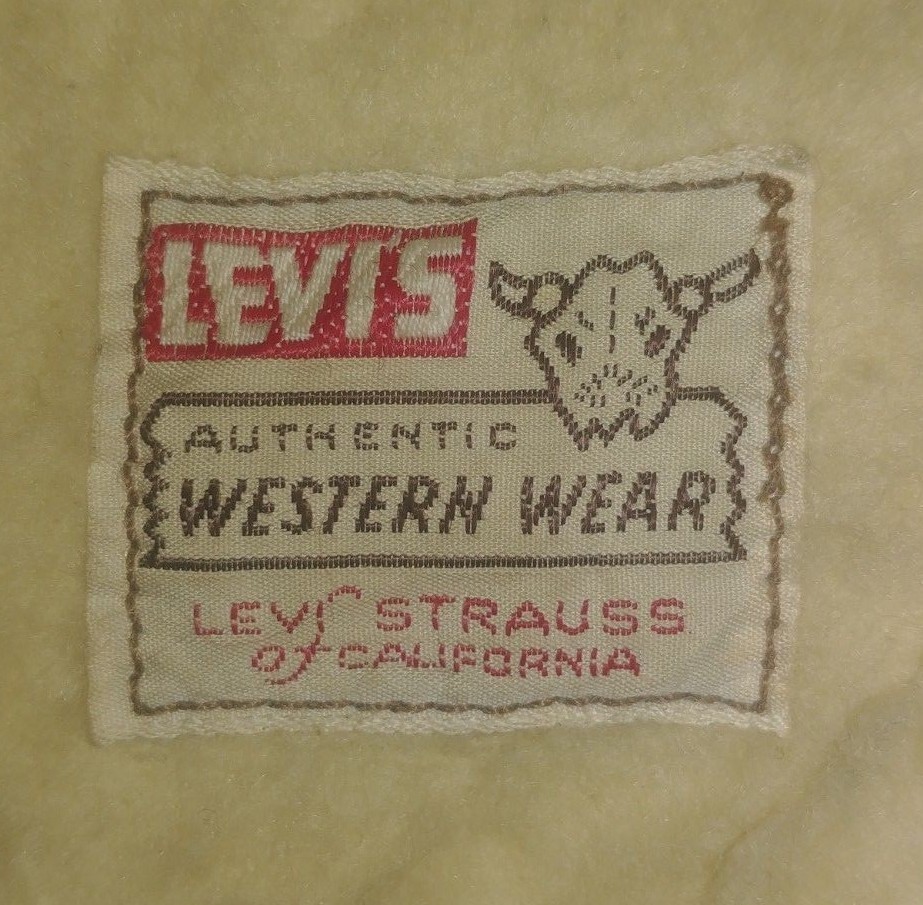 LEVI'S
AUTHENTIC
WESTERN WEAR
LEVI STRAUSS
OF CALIFORNIA